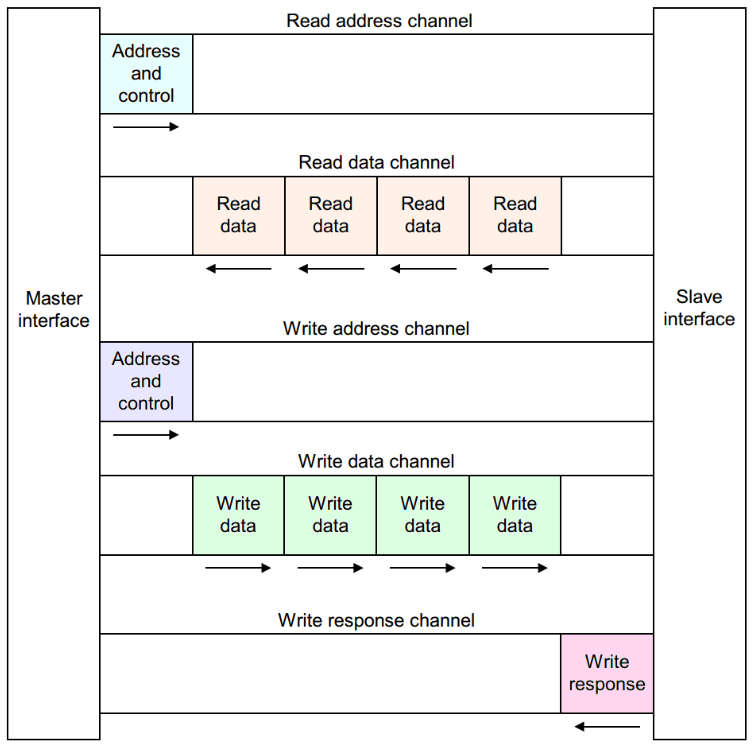 Read address channel
Address
and
control
Read data channel
Read
data
Read
data
Read
data
Read
data
Master
interface
Slave
interface
Write address channel
Address
and
control
Write data channel
Write
data
Write
data
Write
data
Write
data
Write response channel
Write
response